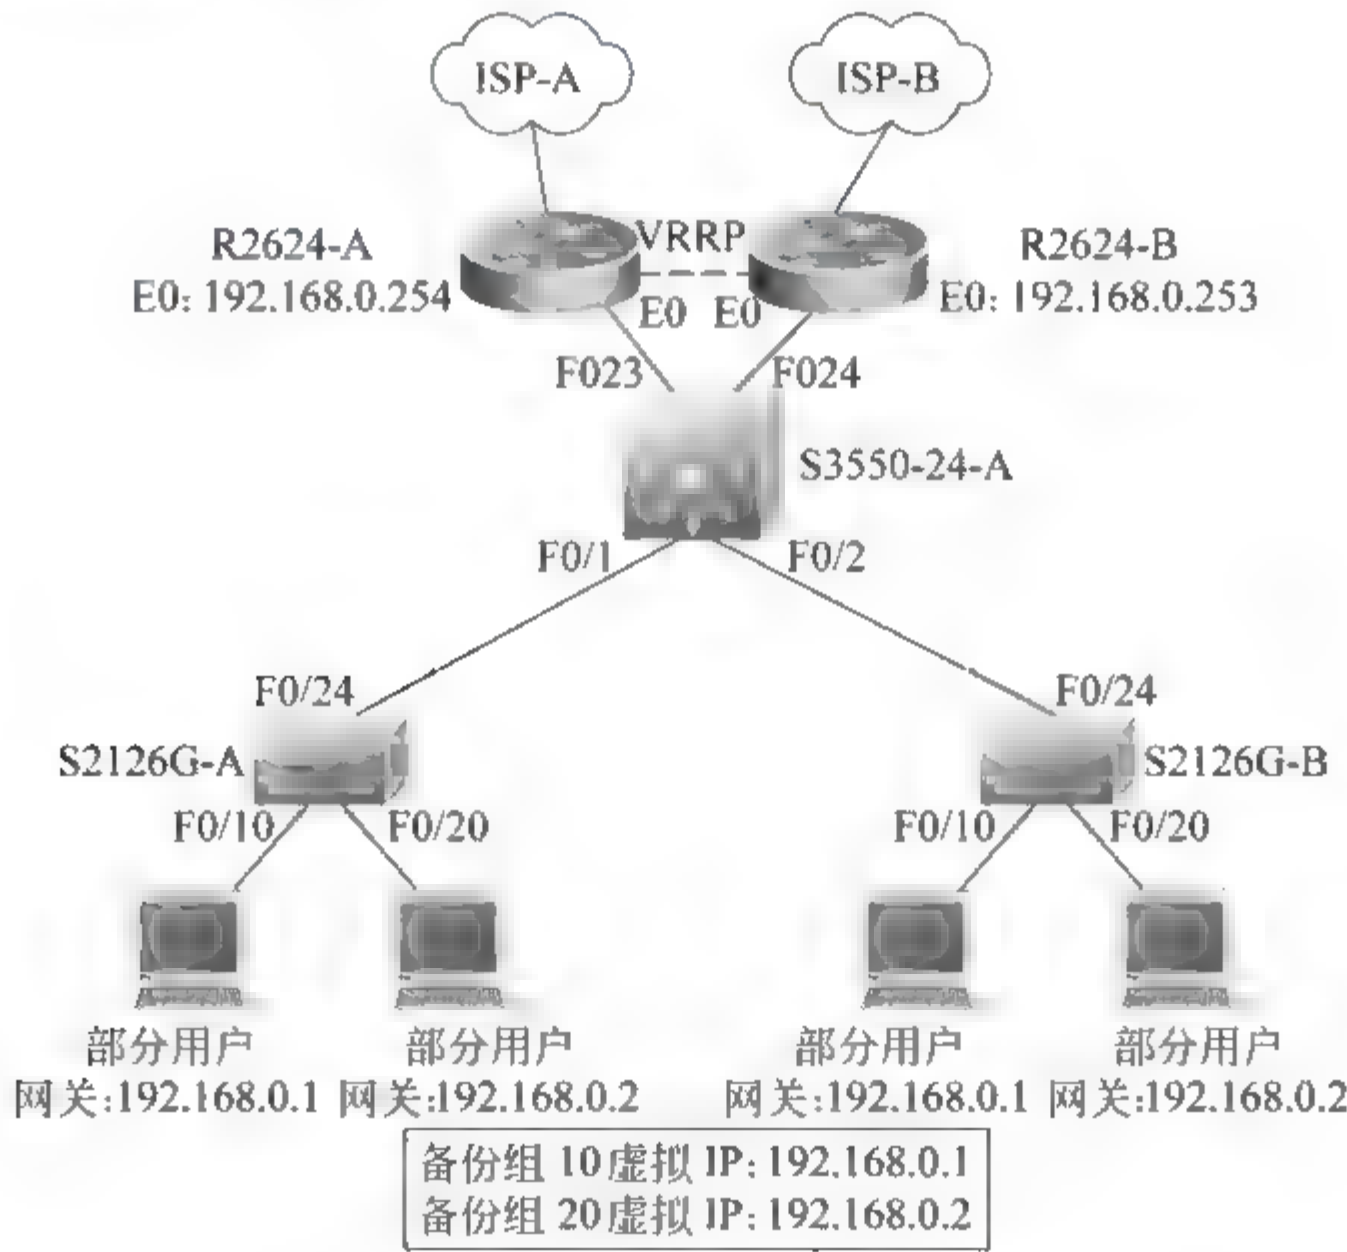 ISP-A
ISP-B
R2624-A
E0: 192.168.0.254
VRRP
R2624-B
E0: 192.168.0.253
E0
E0
F023
F024
S3550-24-A
F0/1
F0/2
F0/24
F0/24
S2126G-A
S2126G-B
F0/10
F0/20
F0/10
F0/20
部分用户
网关:192.168.0.1
部分用户
网关:192.168.0.2
部分用户
网关:192.168.0.1
部分用户
网关:192.168.0.2
备份组 10 虚拟 IP: 192.168.0.1
备份组 20 虚拟 IP: 192.168.0.2